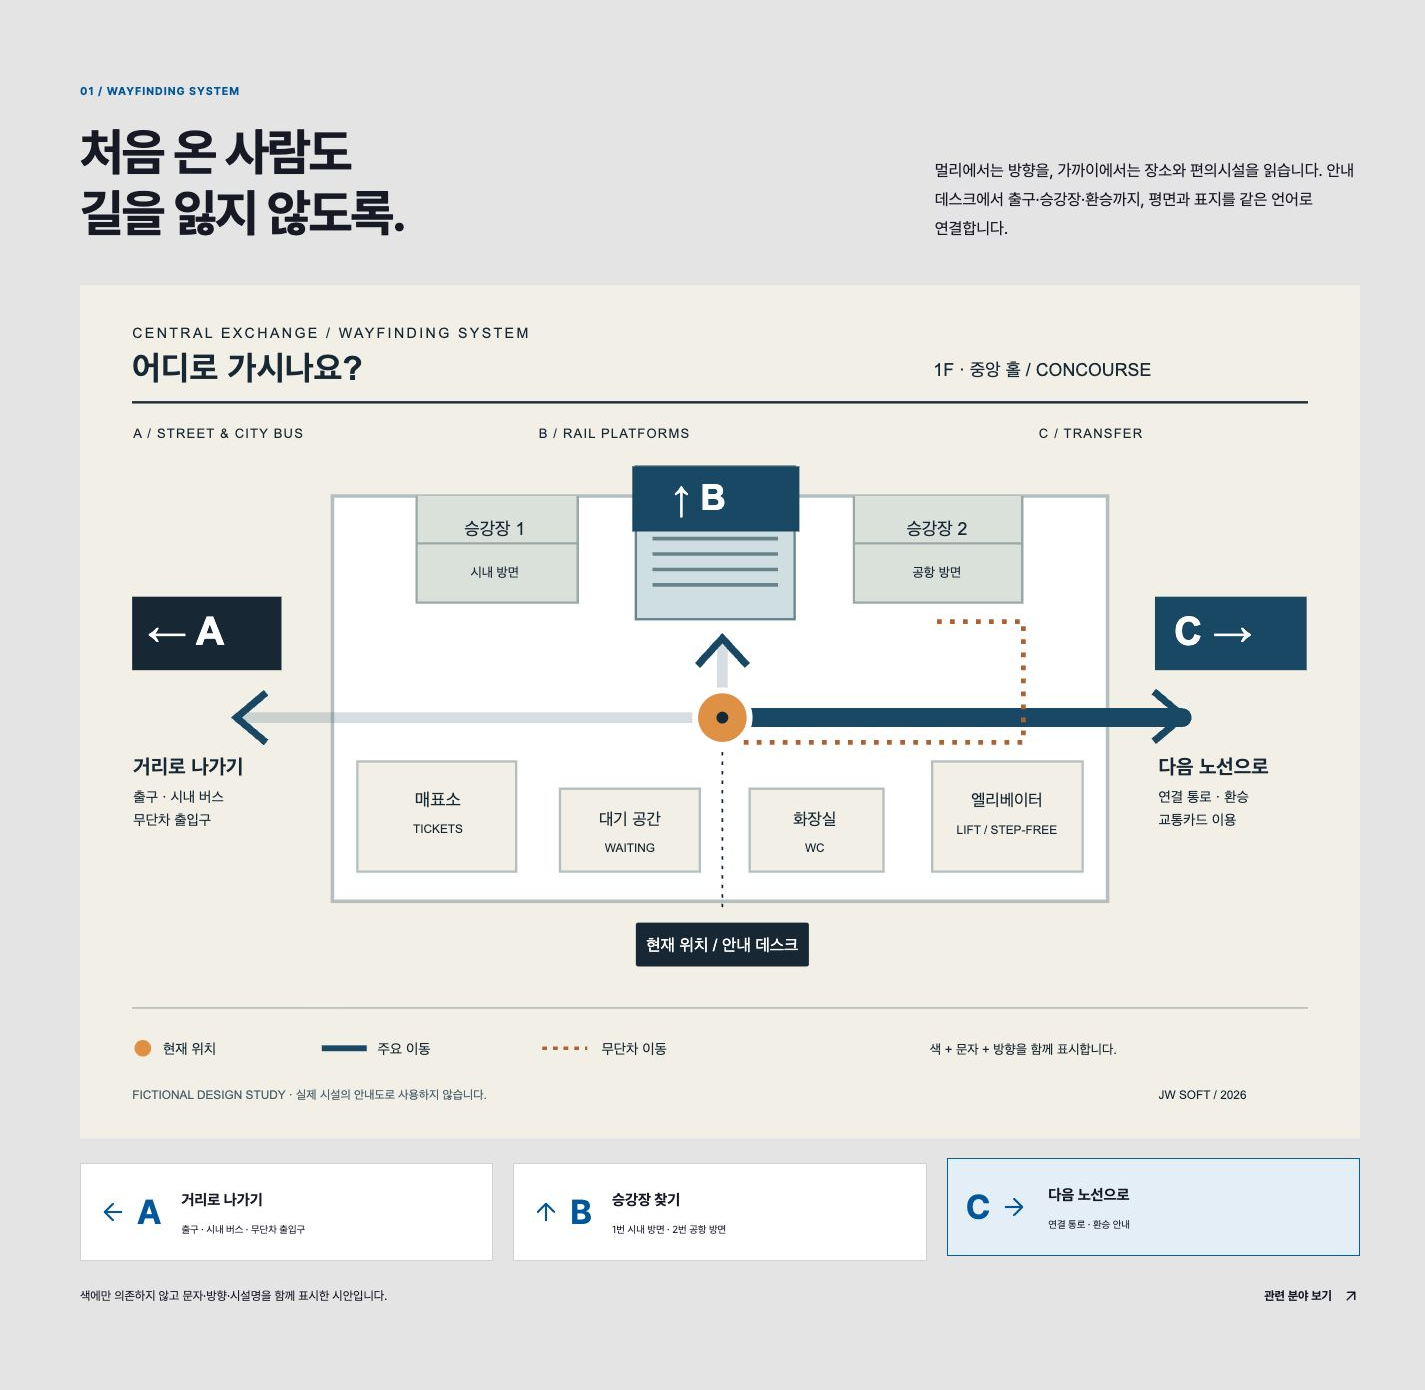 01 / WAYFINDING SYSTEM
처음 온 사람도
길을 잃지 않도록.
멀리에서는 방향을, 가까이에서는 장소와 편의시설을 읽습니다. 안내
데스크에서 출구·승강장·환승까지, 평면과 표지를 같은 언어로
연결합니다.
CENTRAL EXCHANGE / WAYFINDING SYSTEM
어디로 가시나요?
1F · 중앙 홀 / CONCOURSE
A / STREET & CITY BUS
B / RAIL PLATFORMS
C / TRANSFER
↑ B
승강장 1
시내 방면
승강장 2
공항 방면
← A
C →
거리로 나가기
출구 · 시내 버스
무단차 출입구
다음 노선으로
연결 통로 · 환승
교통카드 이용
매표소
TICKETS
대기 공간
WAITING
화장실
WC
엘리베이터
LIFT / STEP-FREE
현재 위치 / 안내 데스크
현재 위치
주요 이동
무단차 이동
색 + 문자 + 방향을 함께 표시합니다.
FICTIONAL DESIGN STUDY · 실제 시설의 안내도로 사용하지 않습니다.
JW SOFT / 2026
← A
거리로 나가기
출구 · 시내 버스 · 무단차 출입구
↑ B
승강장 찾기
1번 시내 방면 · 2번 공항 방면
C →
다음 노선으로
연결 통로 · 환승 안내
색에만 의존하지 않고 문자·방향·시설명을 함께 표시한 시안입니다.
관련 분야 보기 ↗